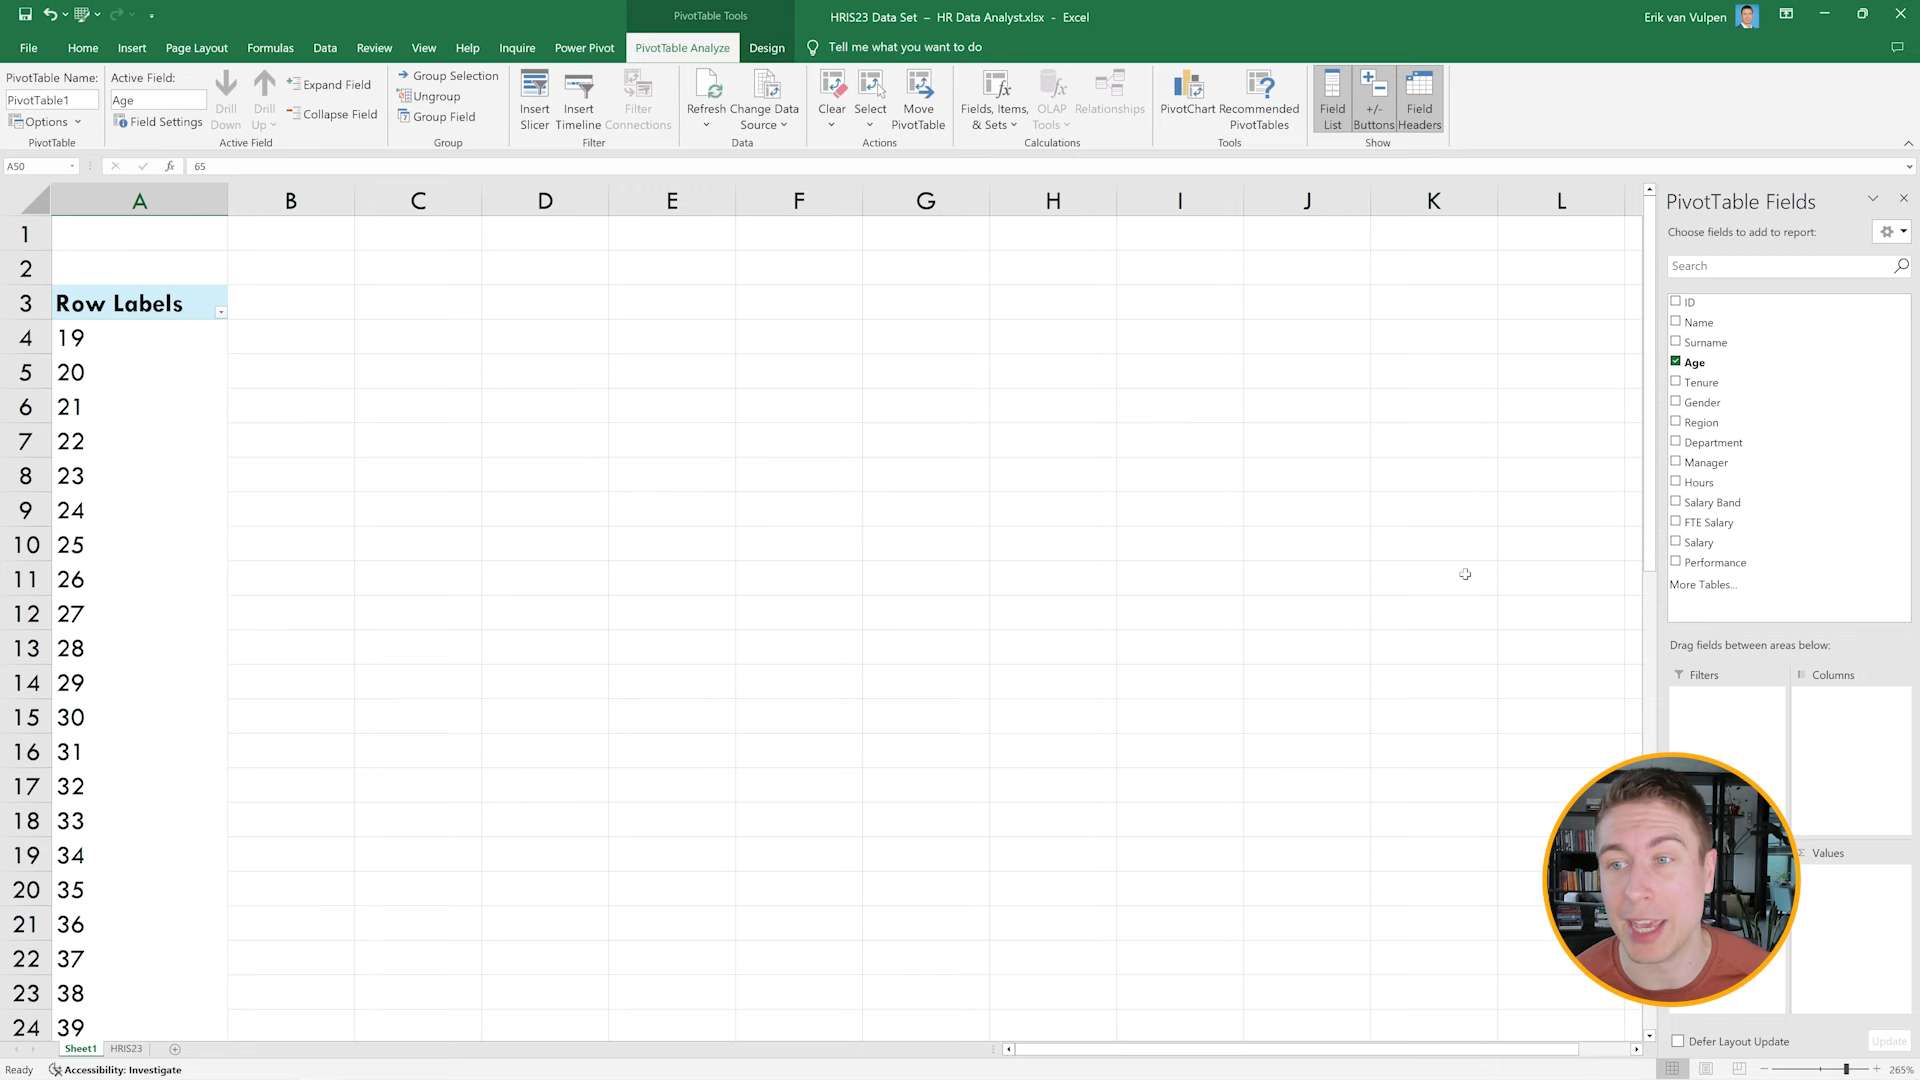 PivotTable Tools
HRIS23 Data Set – HR Data Analyst.xlsx - Excel
Erik van Vulpen
File Home Insert Page Layout Formulas Data Review View Help Inquire Power Pivot PivotTable Analyze Design Tell me what you want to do
PivotTable Name:
PivotTable1
Options
PivotTable
Active Field:
Age
Field Settings
Drill Down
Drill Up
Expand Field
Collapse Field
Active Field
Group Selection
Ungroup
Group Field
Group
Insert Slicer
Insert Timeline
Filter Connections
Filter
Refresh
Change Data Source
Data
Clear
Select
Move PivotTable
Actions
Fields, Items, & Sets
OLAP Tools
Relationships
Calculations
PivotChart
Recommended PivotTables
Tools
Field List
+/- Buttons
Field Headers
Show
A50
fx
65
A B C D E F G H I J K L
1
2
3 Row Labels
4 19
5 20
6 21
7 22
8 23
9 24
10 25
11 26
12 27
13 28
14 29
15 30
16 31
17 32
18 33
19 34
20 35
21 36
22 37
23 38
24 39
PivotTable Fields
Choose fields to add to report:
Search
ID
Name
Surname
Age
Tenure
Gender
Region
Department
Manager
Hours
Salary Band
FTE Salary
Salary
Performance
More Tables...
Drag fields between areas below:
Filters
Columns
Σ Values
Defer Layout Update
Update
Sheet1 HRIS23
Ready
Accessibility: Investigate
265%